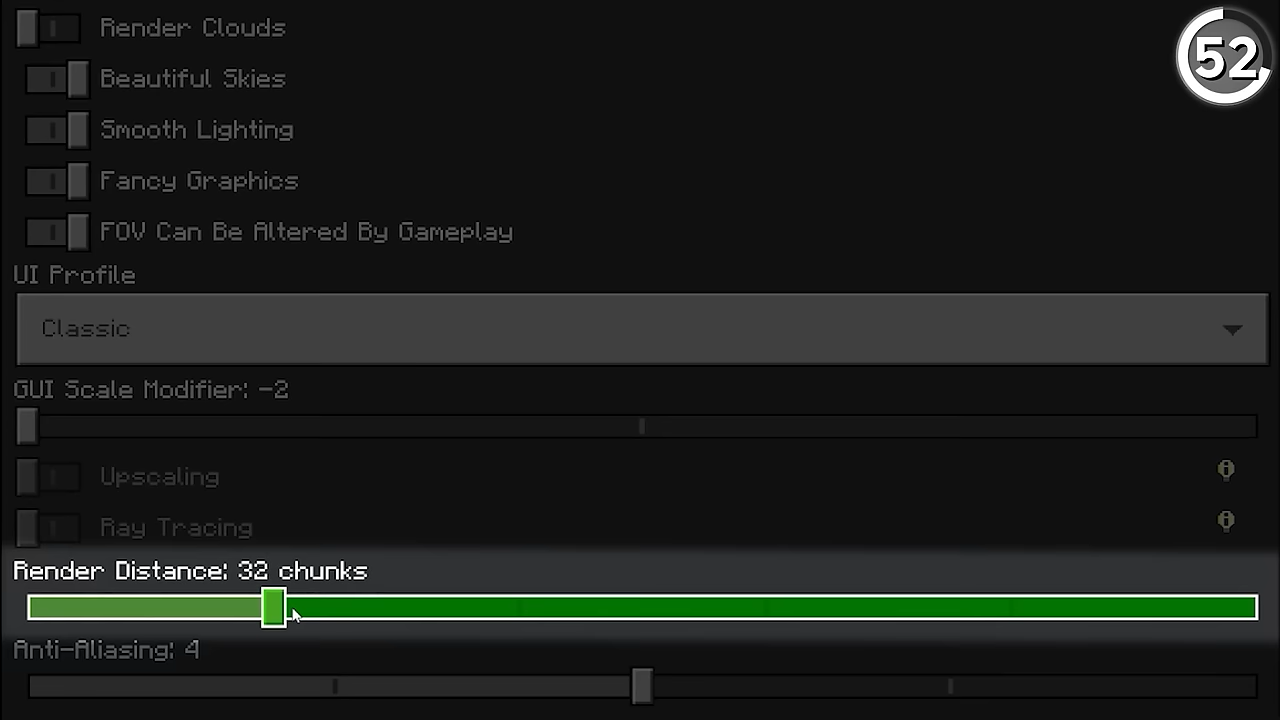 Render Clouds
52
Beautiful Skies
Smooth Lighting
Fancy Graphics
FOV Can Be Altered By Gameplay
UI Profile
Classic
GUI Scale Modifier: -2
Upscaling
Ray Tracing
Render Distance: 32 chunks
Anti-Aliasing: 4